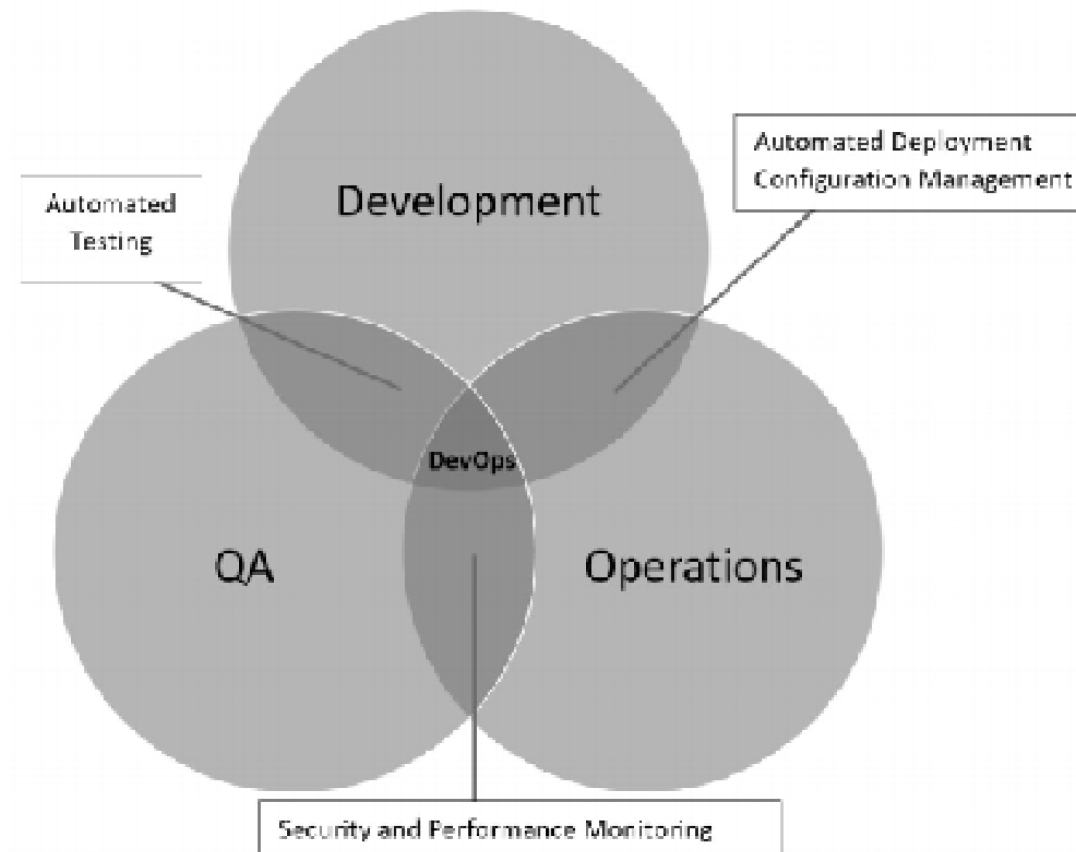 Development
Automated Deployment
Configuration Management
Automated
Testing
DevOps
QA
Operations
Security and Performance Monitoring